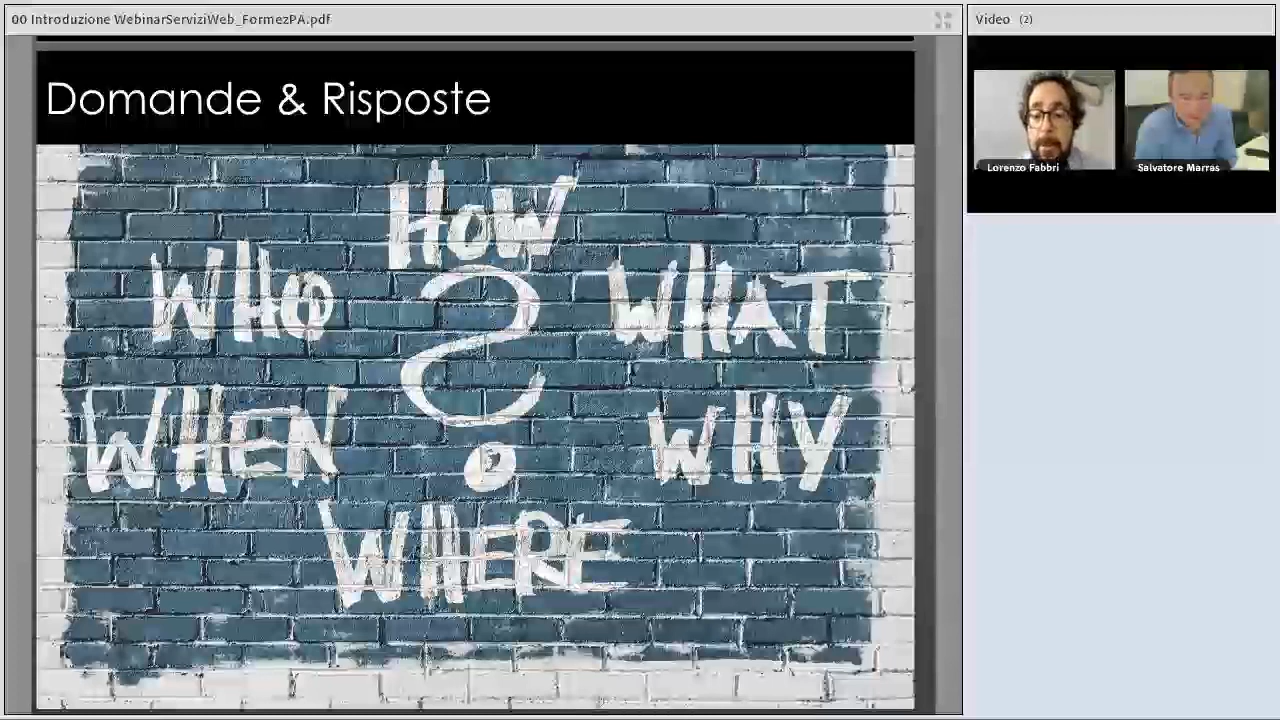 00 Introduzione WebinarServiziWeb_FormezPA.pdf
Video (2)
Domande & Risposte
Lorenzo Fabbri
Salvatore Marras
HOW
WHO
?
WHAT
WHEN
WHY
WHERE